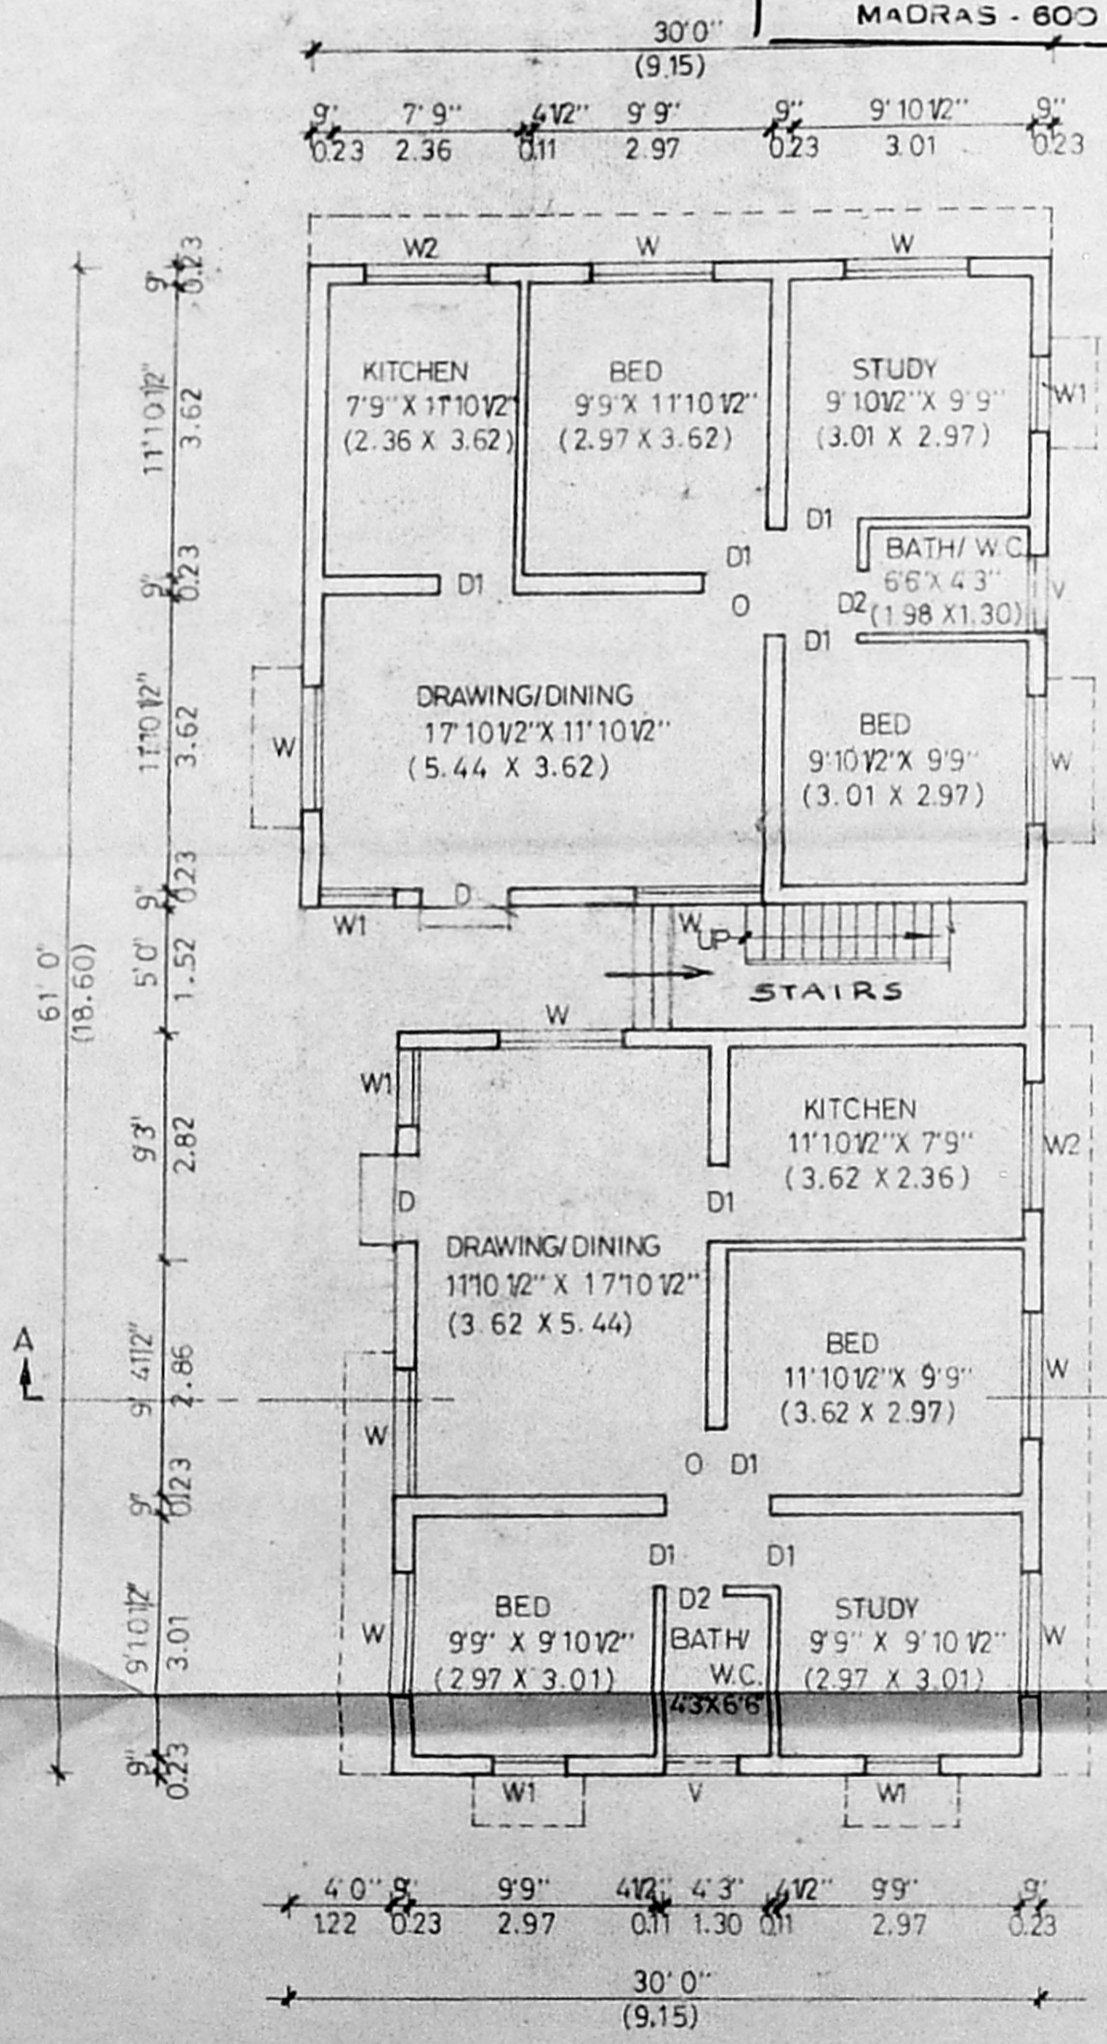 MADRAS - 600
30'0"
(9.15)
9" 7'9" 4 1/2" 9'9" 9" 9'10 1/2" 9"
0.23 2.36 0.11 2.97 0.23 3.01 0.23
W2 W W
9" 0.23
KITCHEN
7'9" X 11'10 1/2"
(2.36 X 3.62)
BED
9'9" X 11'10 1/2"
(2.97 X 3.62)
STUDY
9'10 1/2" X 9'9"
(3.01 X 2.97)
W1
11'10 1/2"
3.62
D1
D1
BATH/ W.C.
6'6" X 4'3"
(1.98 X 1.30)
V
9" 0.23
D1
O
D2
D1
DRAWING/DINING
17'10 1/2" X 11'10 1/2"
(5.44 X 3.62)
BED
9'10 1/2" X 9'9"
(3.01 X 2.97)
W
W
11'10 1/2"
3.62
9" 0.23
D
W1
W
UP
STAIRS
5'0"
1.52
61'0"
(18.60)
W
W1
KITCHEN
11'10 1/2" X 7'9"
(3.62 X 2.36)
W2
9'3"
2.82
D
D1
DRAWING/DINING
11'10 1/2" X 17'10 1/2"
(3.62 X 5.44)
BED
11'10 1/2" X 9'9"
(3.62 X 2.97)
A
9' 4 1/2"
2.86
W
W
O D1
9" 0.23
D1 D1
D2
BED
9'9" X 9'10 1/2"
(2.97 X 3.01)
BATH/
W.C.
4'3 X 6'6"
STUDY
9'9" X 9'10 1/2"
(2.97 X 3.01)
W
W
9'10 1/2"
3.01
9" 0.23
W1 V W1
4'0" 9" 9'9" 4 1/2" 4'3" 4 1/2" 9'9" 9"
1.22 0.23 2.97 0.11 1.30 0.11 2.97 0.23
30'0"
(9.15)